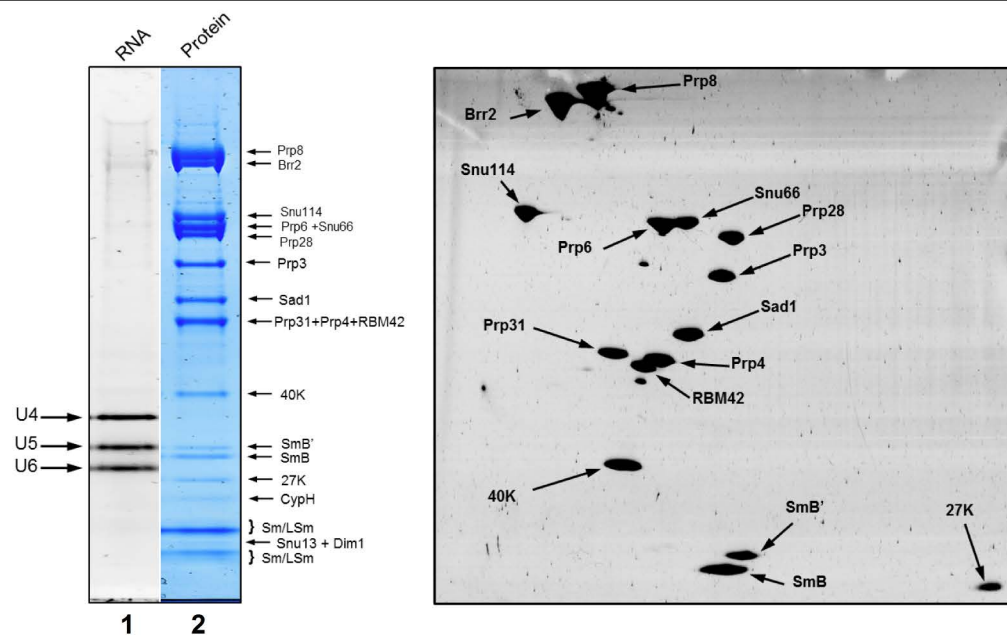 RNA
Protein
Prp8
Brr2
Snu114
Prp6 +Snu66
Prp28
Prp3
Sad1
Prp31+Prp4+RBM42
40K
U4
U5
U6
SmB'
SmB
27K
CypH
} Sm/LSm
Snu13 + Dim1
} Sm/LSm
1
2
Prp8
Brr2
Snu114
Snu66
Prp28
Prp6
Prp3
Sad1
Prp31
Prp4
RBM42
40K
SmB’
27K
SmB